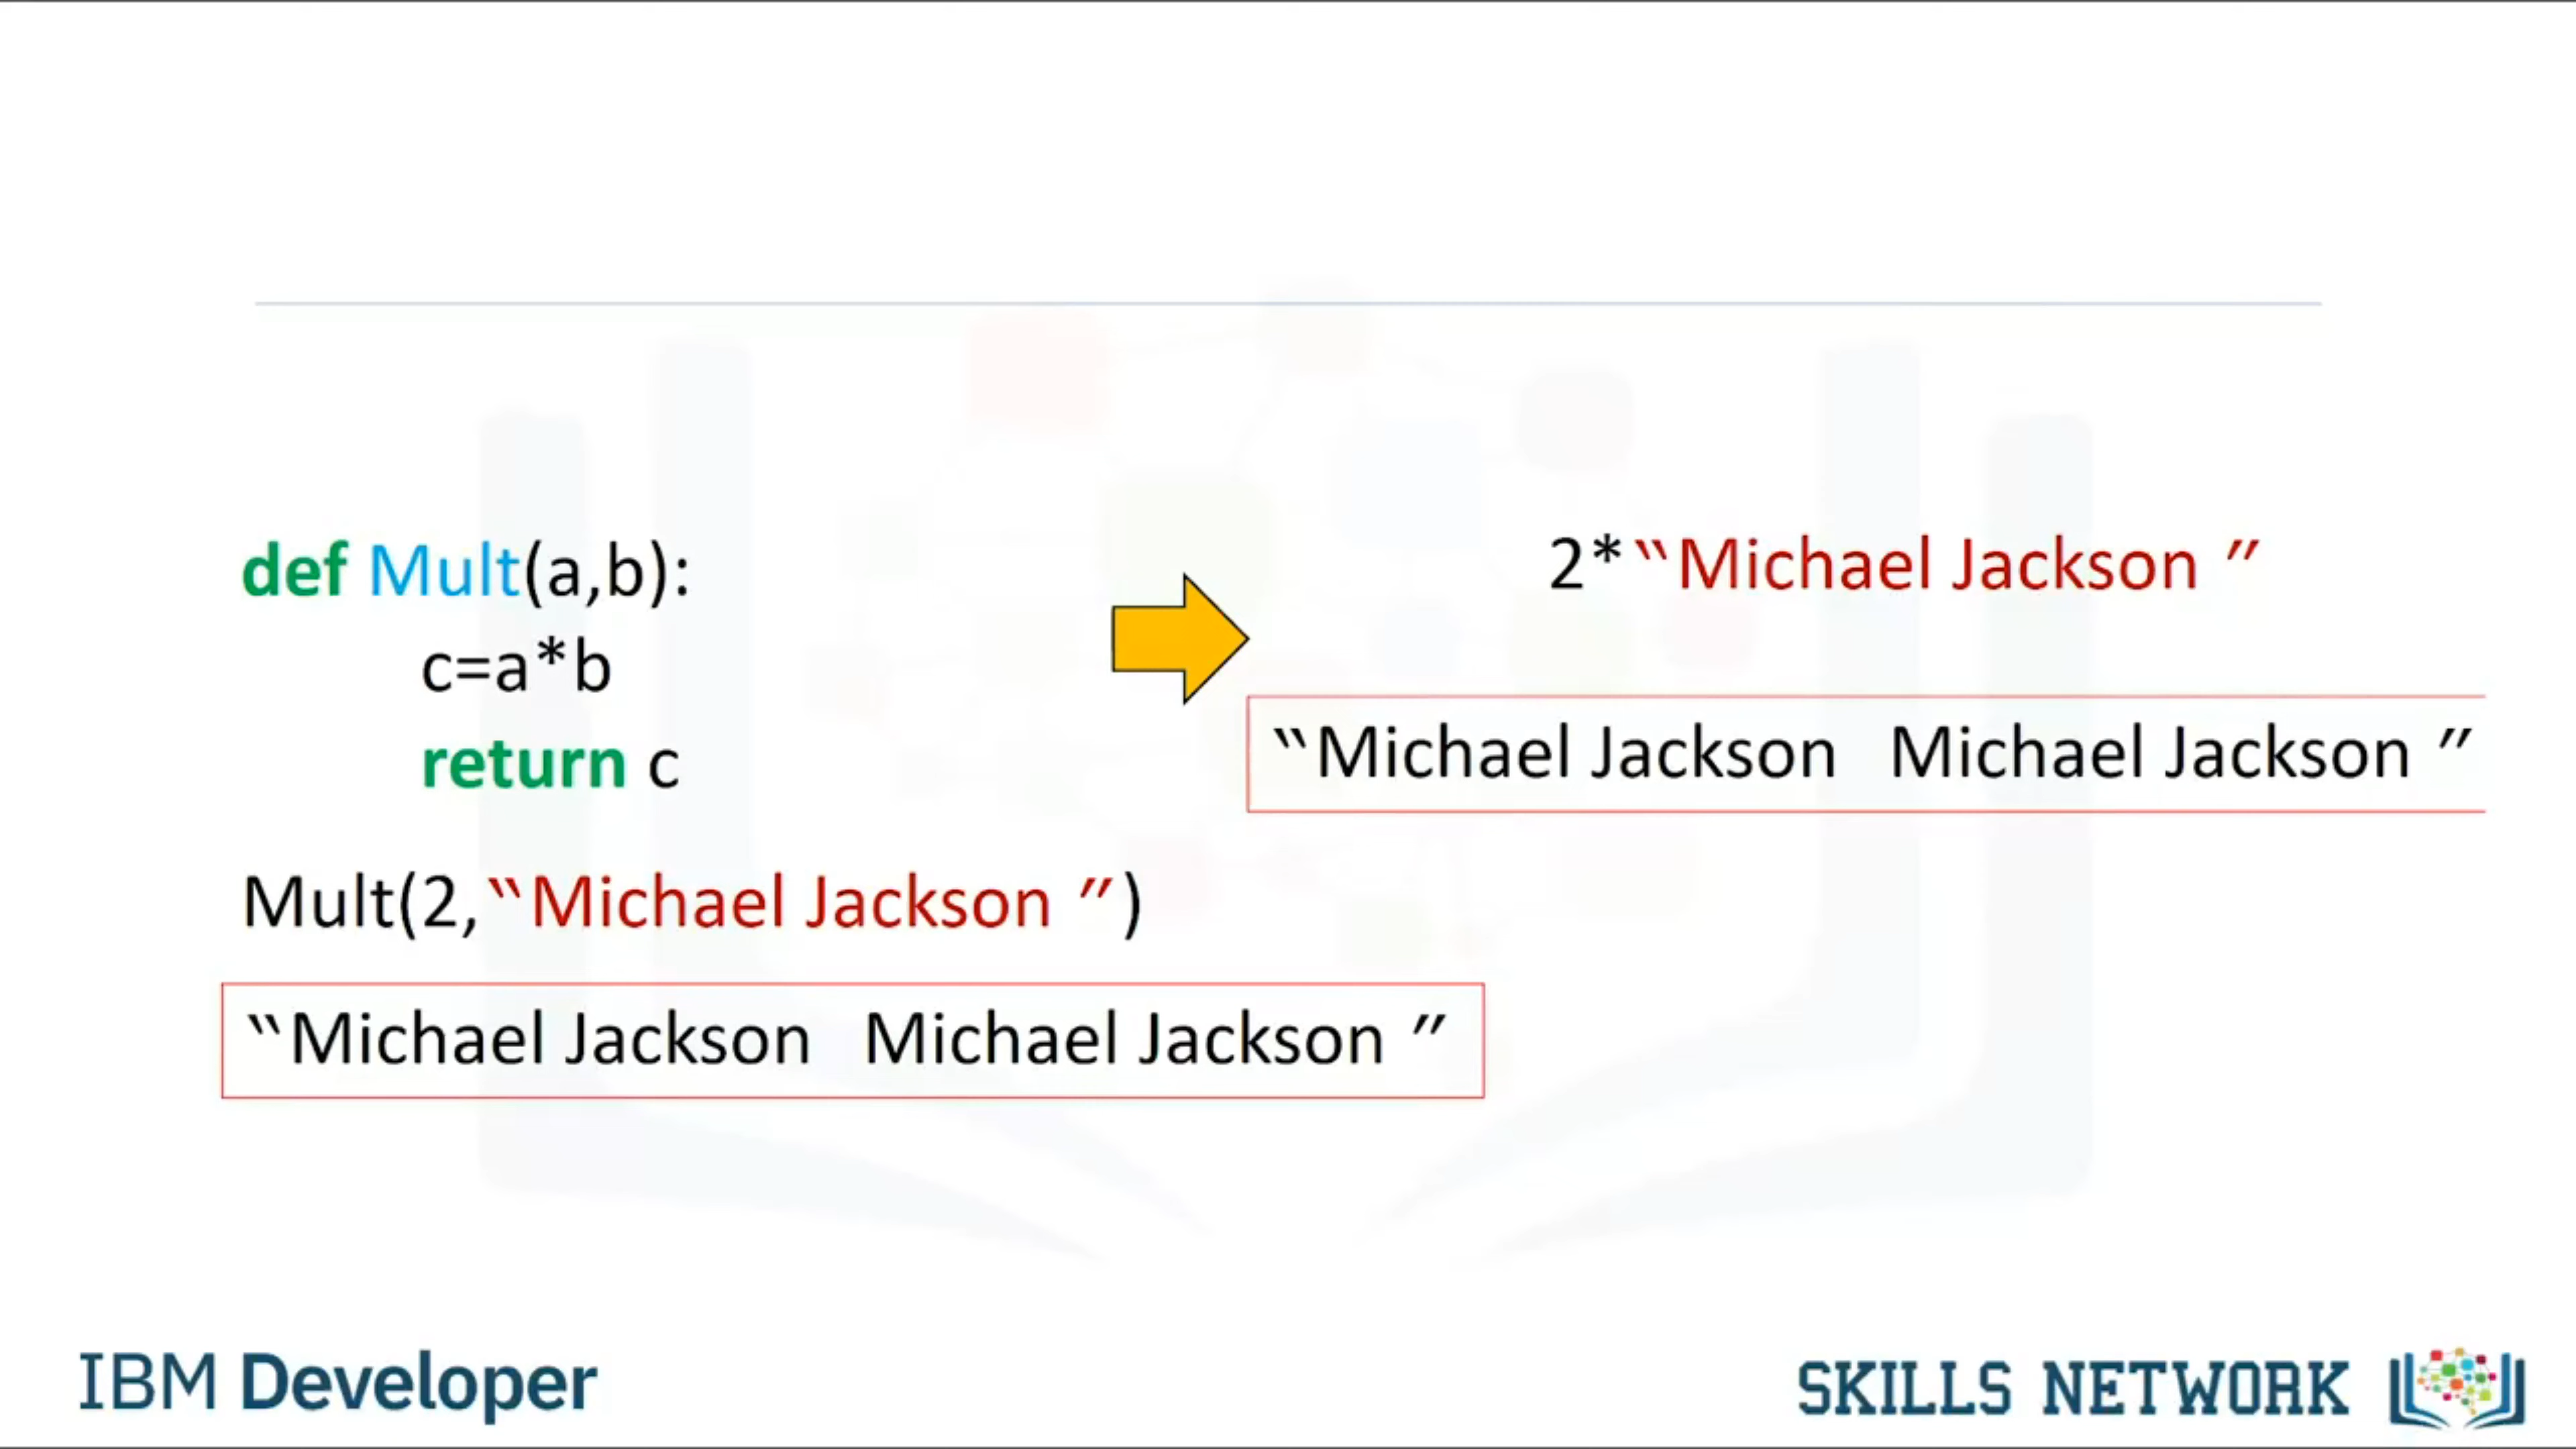 def Mult(a,b):
c=a*b
return c
Mult(2,“Michael Jackson ”)
“Michael Jackson   Michael Jackson ”
2*“Michael Jackson ”
“Michael Jackson   Michael Jackson ”
IBM Developer
SKILLS NETWORK